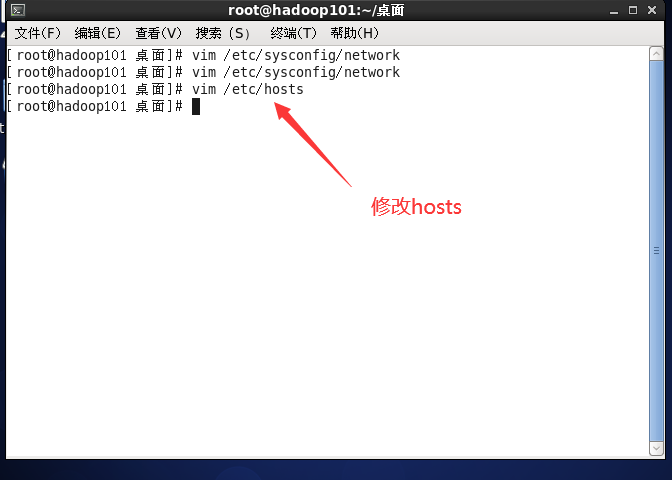 root@hadoop101:~/桌面
文件(F) 编辑(E) 查看(V) 搜索 (S) 终端(T) 帮助(H)
[root@hadoop101 桌面]# vim /etc/sysconfig/network
[root@hadoop101 桌面]# vim /etc/sysconfig/network
[root@hadoop101 桌面]# vim /etc/hosts
[root@hadoop101 桌面]#
修改hosts